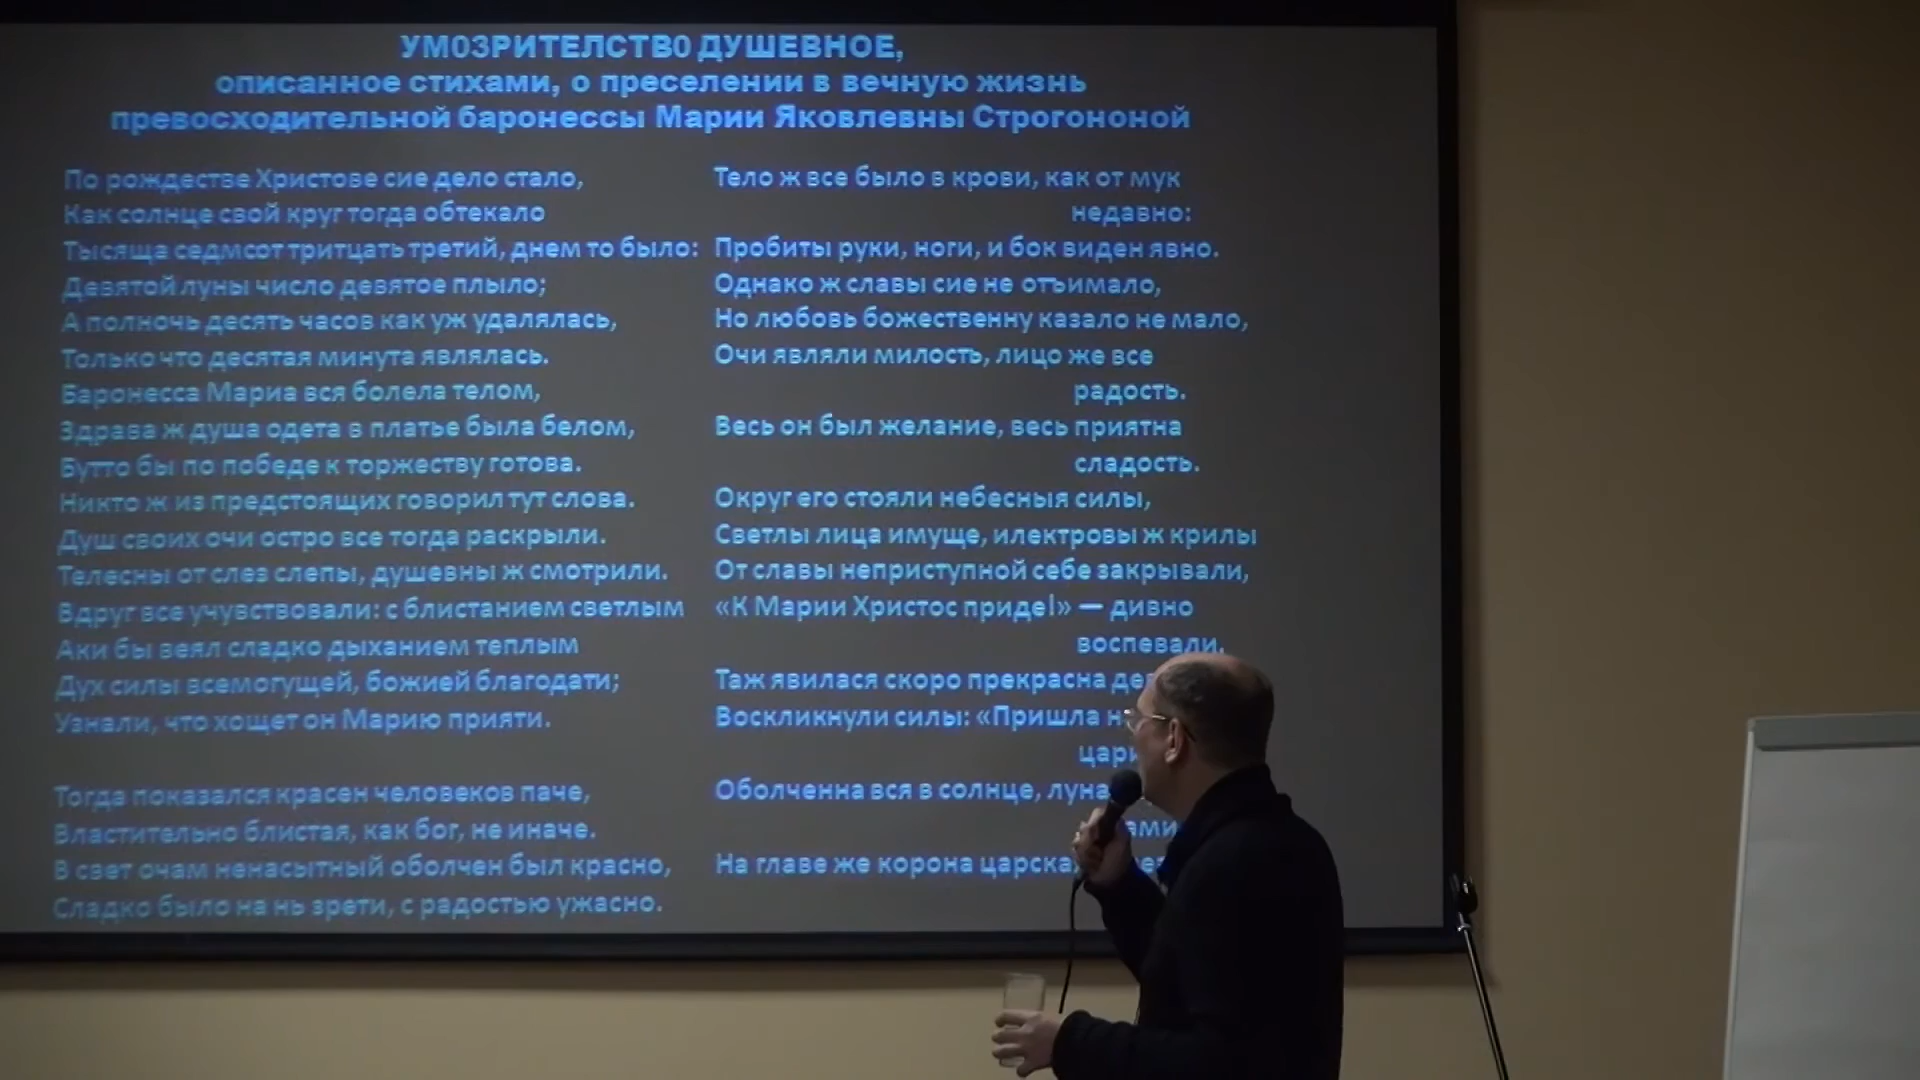 УМОЗРИТЕЛСТВО ДУШЕВНОЕ,
описанное стихами, о преселении в вечную жизнь
превосходительной баронессы Марии Яковлевны Строгононой
По рождестве Христове сие дело стало,
Как солнце свой круг тогда обтекало
Тысяща седмсот тритцать третий, днем то было:
Девятой луны число девятое плыло;
А полночь десять часов как уж удалялась,
Только что десятая минута являлась.
Баронесса Мариа вся болела телом,
Здрава ж душа одета в платье была белом,
Бутто бы по победе к торжеству готова.
Никто ж из предстоящих говорил тут слова.
Душ своих очи остро все тогда раскрыли.
Телесны от слез слепы, душевны ж смотрили.
Вдруг все учувствовали: с блистанием светлым
Аки бы веял сладко дыханием теплым
Дух силы всемогущей, божией благодати;
Узнали, что хощет он Марию прияти.
Тогда показался красен человеков паче,
Властительно блистая, как бог, не иначе.
В свет очам ненасытный оболчен был красно,
Сладко было на нь зрети, с радостью ужасно.
Тело ж все было в крови, как от мук
недавно:
Пробиты руки, ноги, и бок виден явно.
Однако ж славы сие не отъимало,
Но любовь божественну казало не мало,
Очи являли милость, лицо же все
радость.
Весь он был желание, весь приятна
сладость.
Округ его стояли небесныя силы,
Светлы лица имуще, илектровы ж крилы
От славы неприступной себе закрывали,
«К Марии Христос приде!» — дивно
воспевали.
Таж явилася скоро прекрасна
Воскликнули силы: «Пришла
Оболченна вся в солнце, луна
На главе же корона